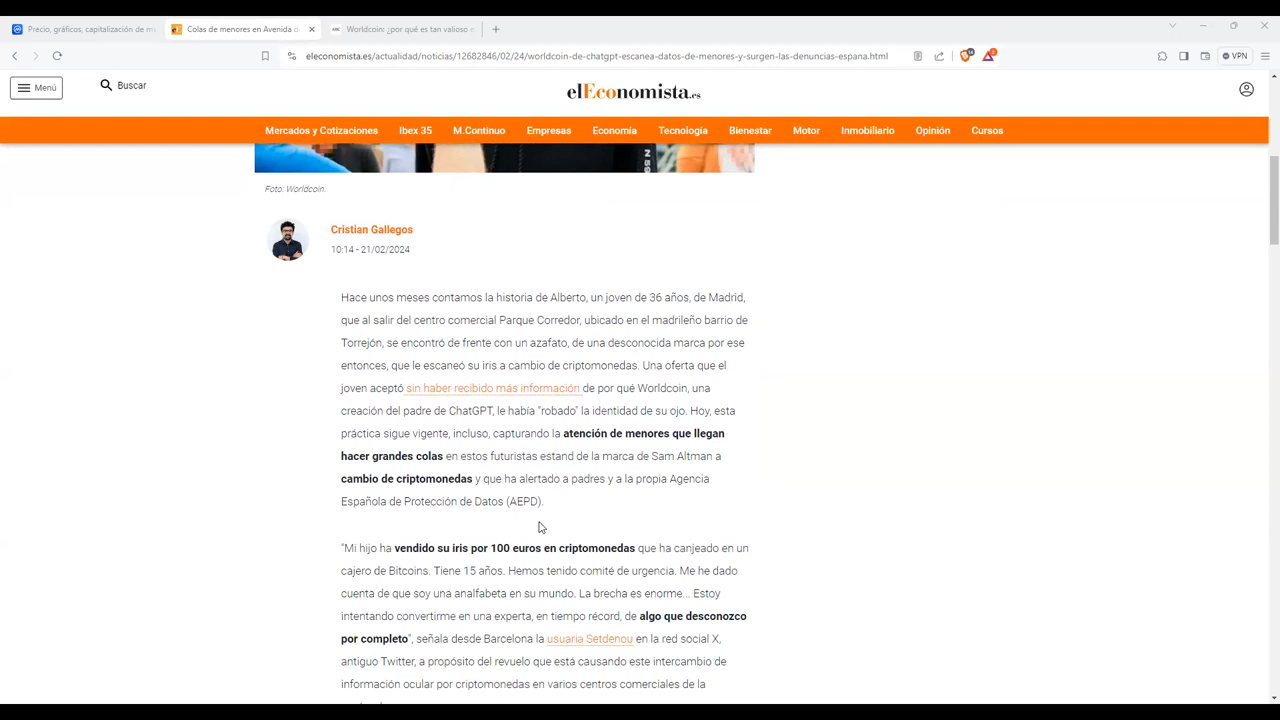 Precio, gráficos, capitalización de m
Colas de menores en Avenida d
Worldcoin: ¿por qué es tan valioso e
eleconomista.es/actualidad/noticias/12682846/02/24/worldcoin-de-chatgpt-escanea-datos-de-menores-y-surgen-las-denuncias-espana.html
VPN
Menú
Buscar
elEconomista.es
Mercados y Cotizaciones Ibex 35 M.Continuo Empresas Economía Tecnología Bienestar Motor Inmobiliario Opinión Cursos
Foto: Worldcoin.
Cristian Gallegos
10:14 - 21/02/2024
Hace unos meses contamos la historia de Alberto, un joven de 36 años, de Madrid,
que al salir del centro comercial Parque Corredor, ubicado en el madrileño barrio de
Torrejón, se encontró de frente con un azafato, de una desconocida marca por ese
entonces, que le escaneó su iris a cambio de criptomonedas. Una oferta que el
joven aceptó sin haber recibido más información de por qué Worldcoin, una
creación del padre de ChatGPT, le había "robado" la identidad de su ojo. Hoy, esta
práctica sigue vigente, incluso, capturando la atención de menores que llegan
hacer grandes colas en estos futuristas estand de la marca de Sam Altman a
cambio de criptomonedas y que ha alertado a padres y a la propia Agencia
Española de Protección de Datos (AEPD).
"Mi hijo ha vendido su iris por 100 euros en criptomonedas que ha canjeado en un
cajero de Bitcoins. Tiene 15 años. Hemos tenido comité de urgencia. Me he dado
cuenta de que soy una analfabeta en su mundo. La brecha es enorme... Estoy
intentando convertirme en una experta, en tiempo récord, de algo que desconozco
por completo", señala desde Barcelona la usuaria Setdenou en la red social X,
antiguo Twitter, a propósito del revuelo que está causando este intercambio de
información ocular por criptomonedas en varios centros comerciales de la